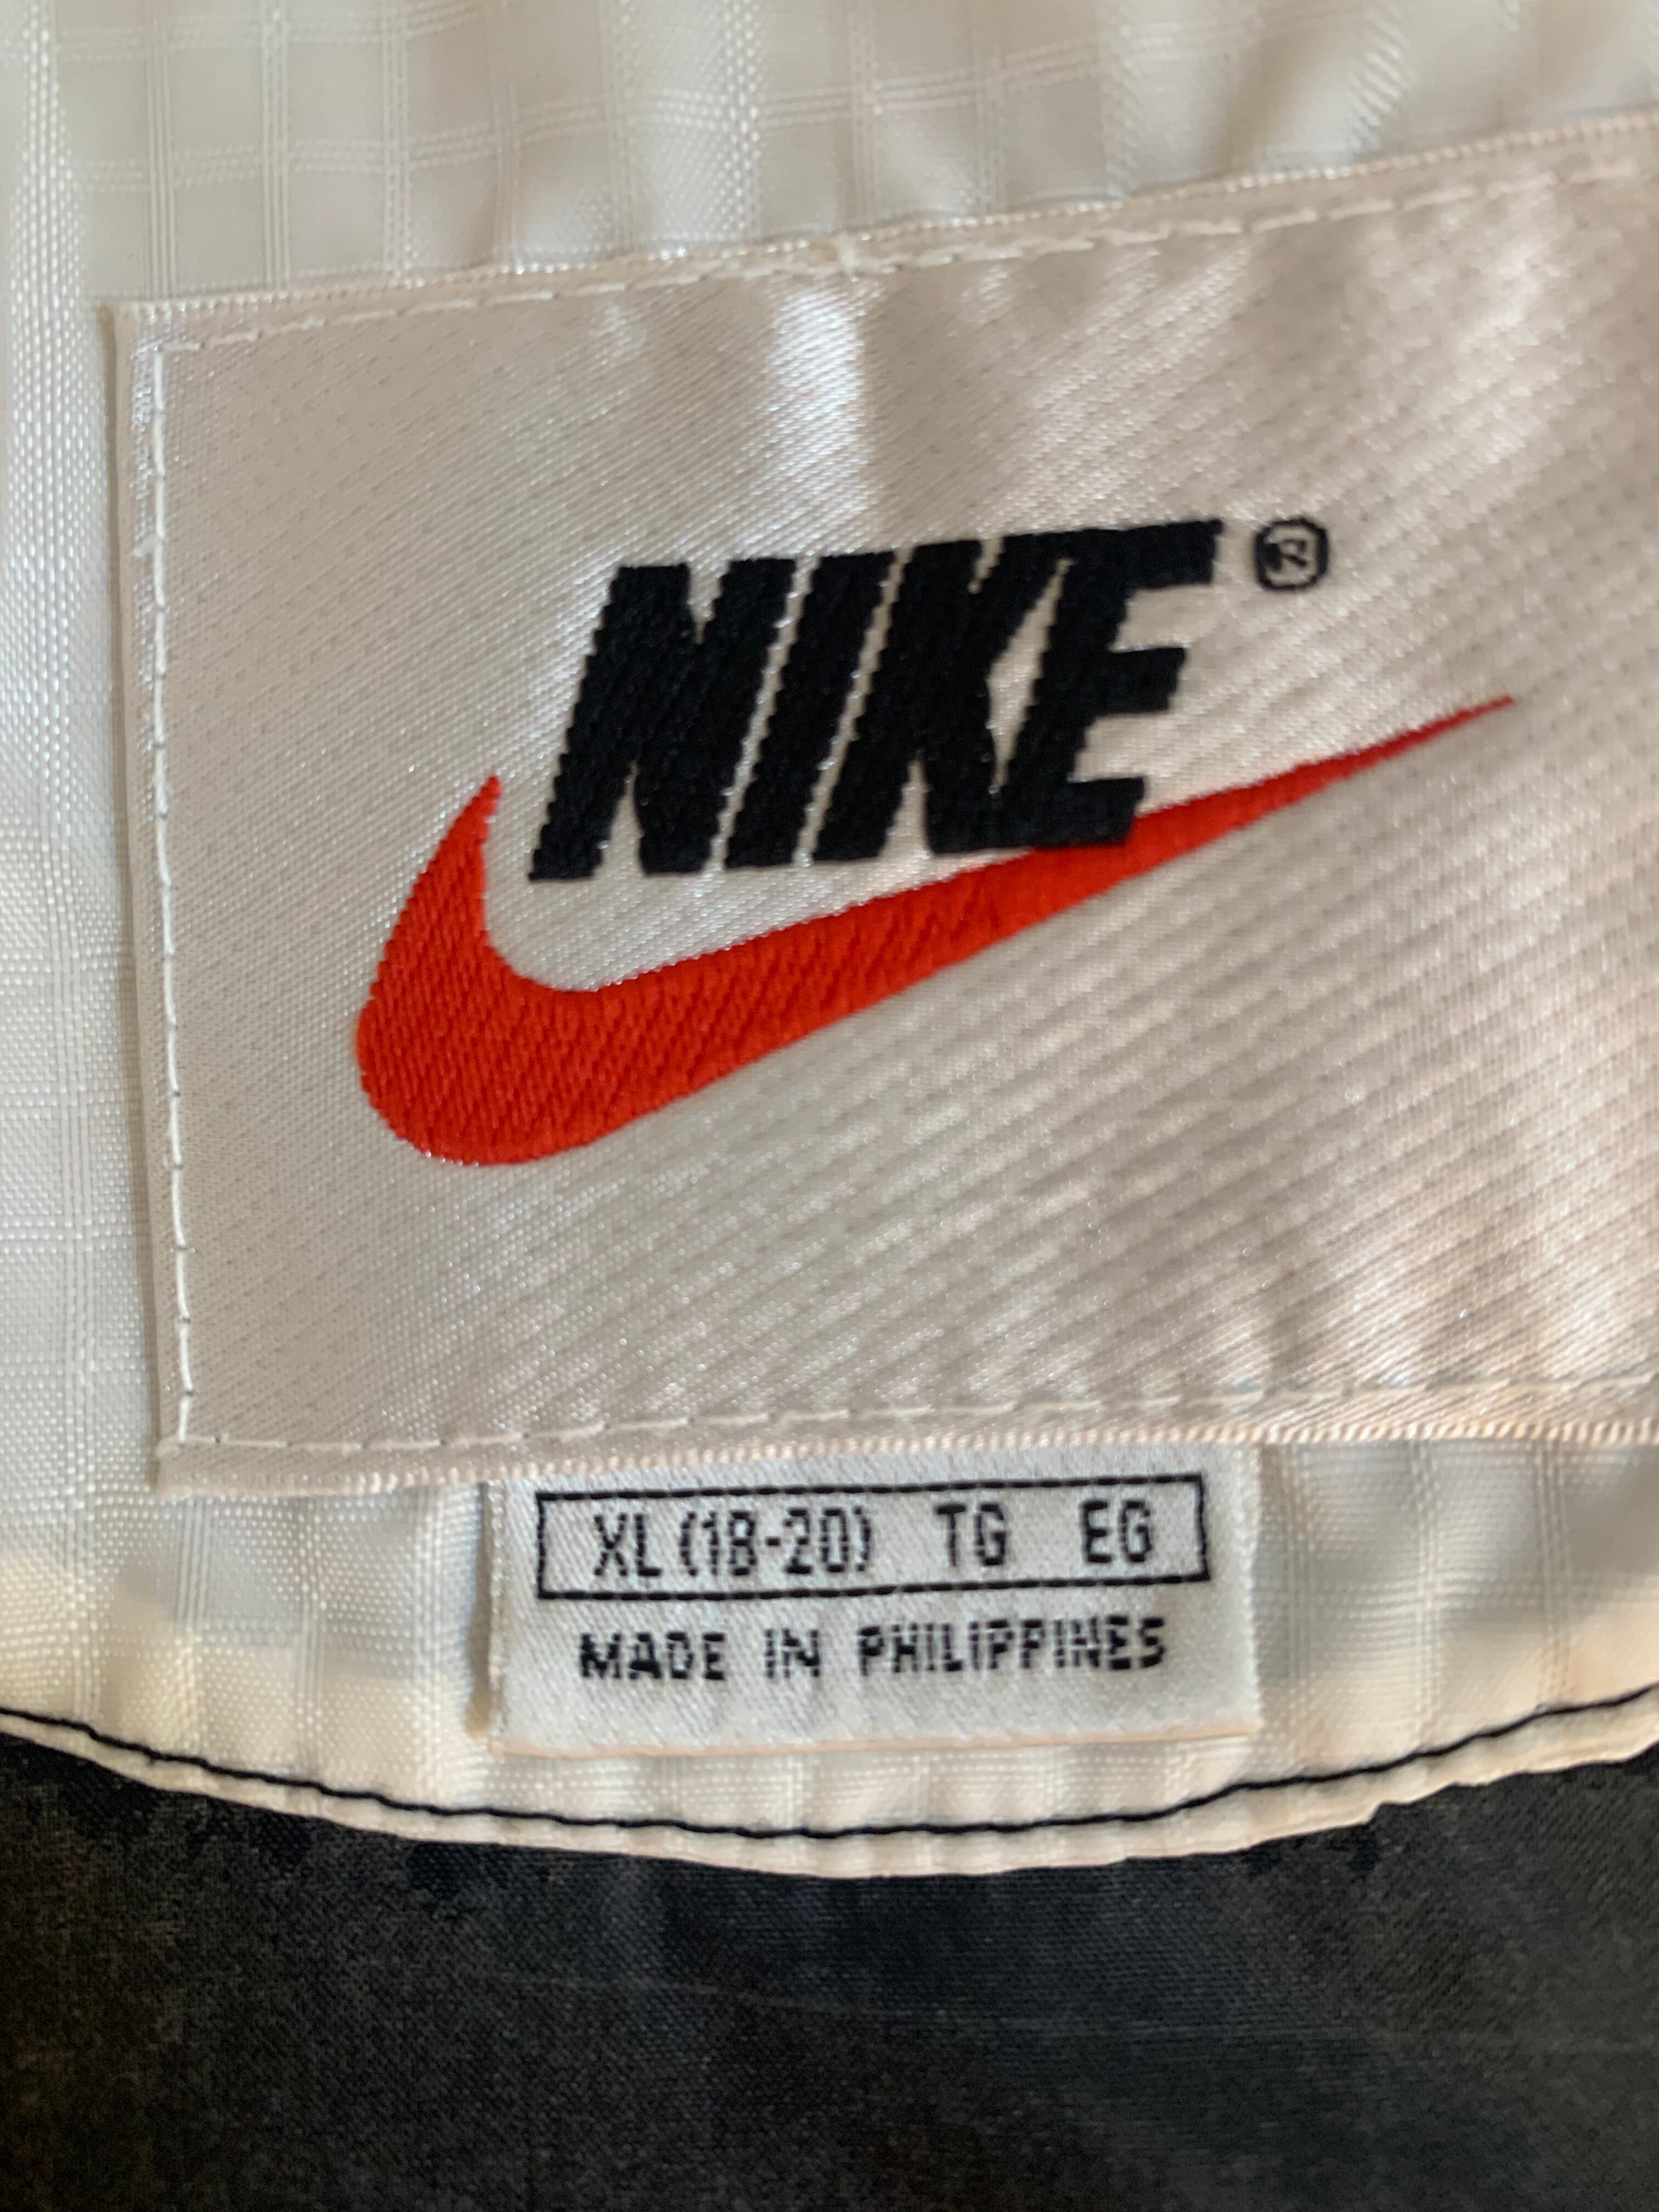 NIKE®
XL (18-20) TG EG
MADE IN PHILIPPINES